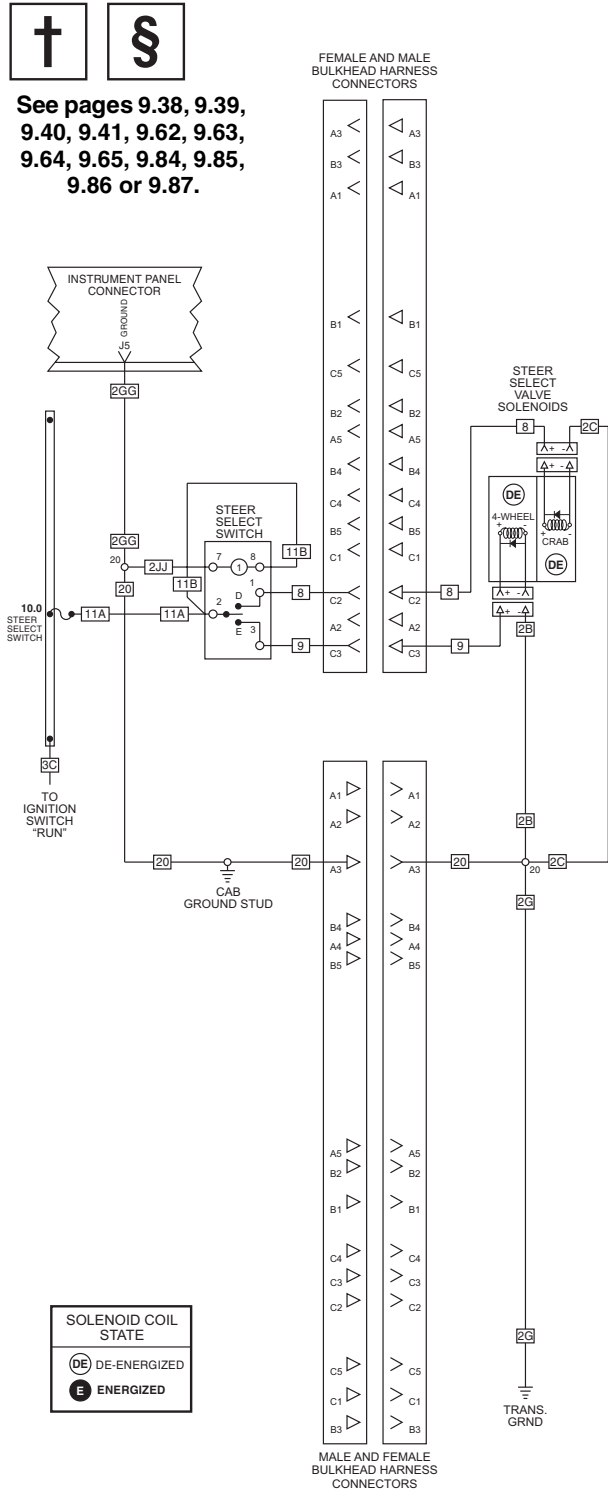 † §
See pages 9.38, 9.39,
9.40, 9.41, 9.62, 9.63,
9.64, 9.65, 9.84, 9.85,
9.86 or 9.87.
FEMALE AND MALE
BULKHEAD HARNESS
CONNECTORS
A3 A3
B3 B3
A1 A1
B1 B1
C5 C5
B2 B2
A5 A5
B4 B4
C4 C4
B5 B5
C1 C1
C2 C2
A2 A2
C3 C3
INSTRUMENT PANEL
CONNECTOR
GROUND
J5
2GG
2GG
20
2JJ
20
11B
11B
STEER
SELECT
SWITCH
7 1 8
1
2
D
E
3
10.0
STEER
SELECT
SWITCH
11A 11A
8
9
3C
TO
IGNITION
SWITCH
"RUN"
STEER
SELECT
VALVE
SOLENOIDS
8 2C
+ -
+ -
DE
4-WHEEL
+ -
+ -
CRAB
DE
+ -
+ -
8
9
2B
2B
20 20
CAB
GROUND STUD
20
20
2C
2G
2G
TRANS.
GRND
A1 A1
A2 A2
A3 A3
B4 B4
A4 A4
B5 B5
A5 A5
B2 B2
B1 B1
C4 C4
C3 C3
C2 C2
C5 C5
C1 C1
B3 B3
SOLENOID COIL
STATE
DE DE-ENERGIZED
E ENERGIZED
MALE AND FEMALE
BULKHEAD HARNESS
CONNECTORS